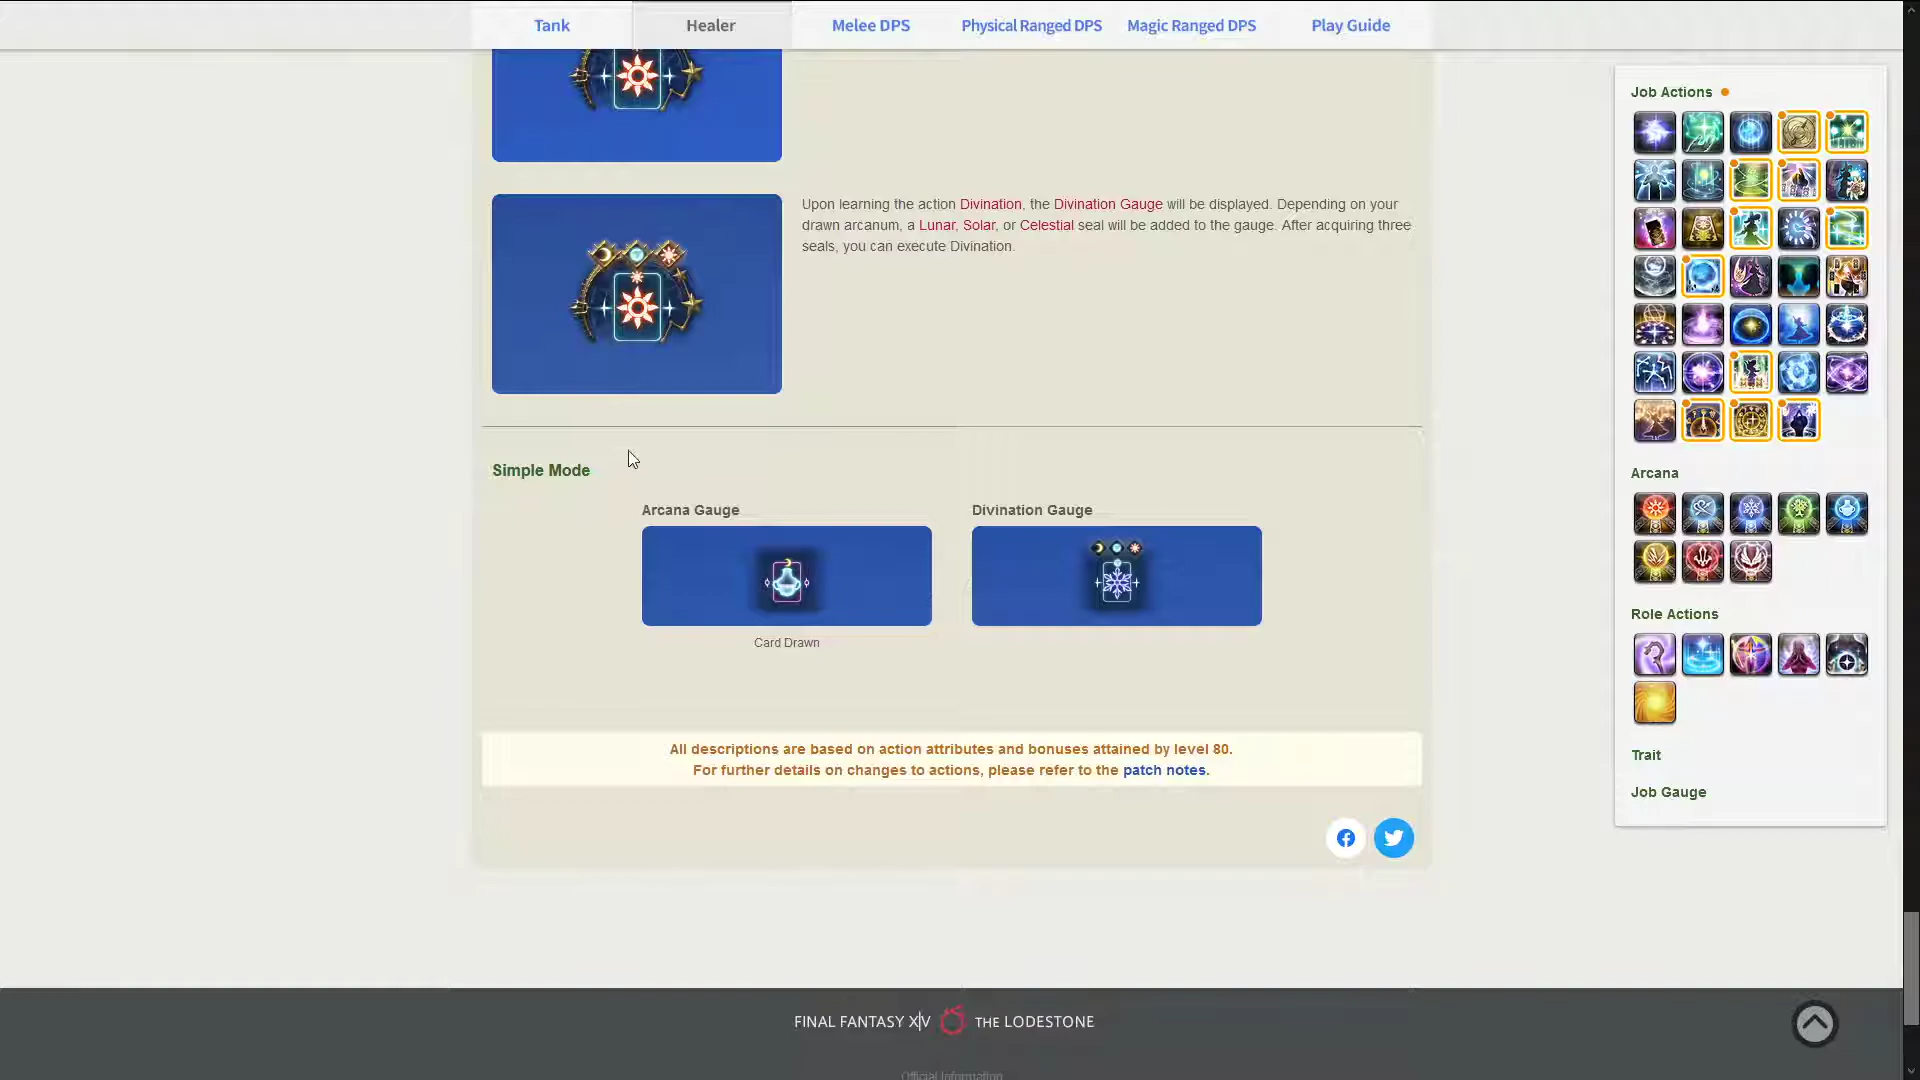 Tank
Healer
Melee DPS
Physical Ranged DPS
Magic Ranged DPS
Play Guide
Upon learning the action Divination, the Divination Gauge will be displayed. Depending on your
drawn arcanum, a Lunar, Solar, or Celestial seal will be added to the gauge. After acquiring three
seals, you can execute Divination.
Simple Mode
Arcana Gauge
Divination Gauge
Card Drawn
All descriptions are based on action attributes and bonuses attained by level 80.
For further details on changes to actions, please refer to the patch notes.
Job Actions
Arcana
Role Actions
Trait
Job Gauge
FINAL FANTASY XIV THE LODESTONE
Official Information